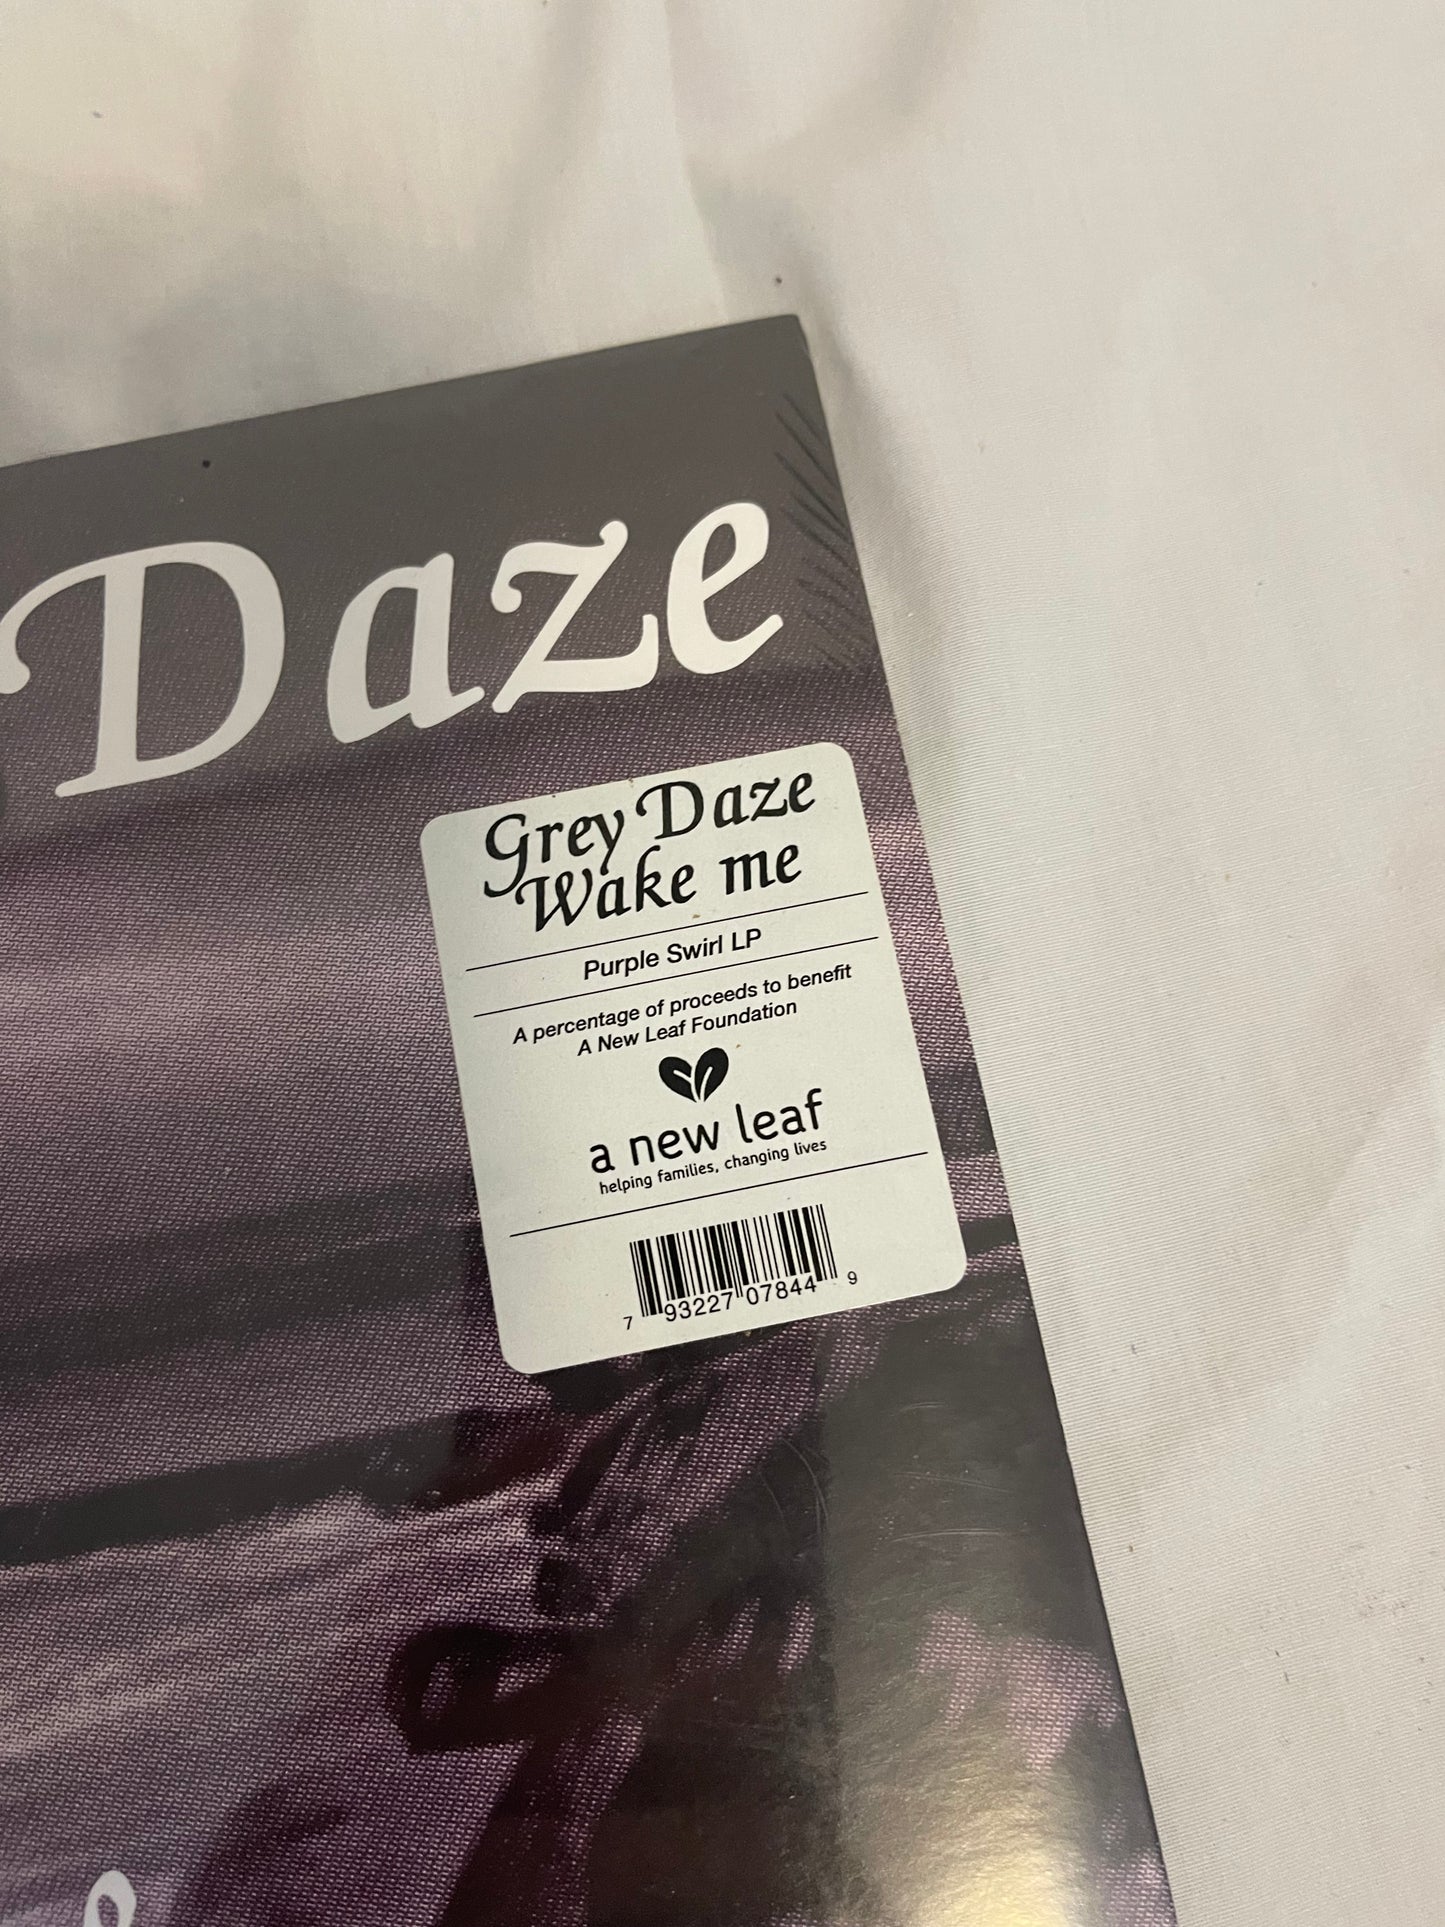 Daze
Grey Daze
Wake me
Purple Swirl LP
A percentage of proceeds to benefit
A New Leaf Foundation
a new leaf
helping families, changing lives
7 93227 07844 9